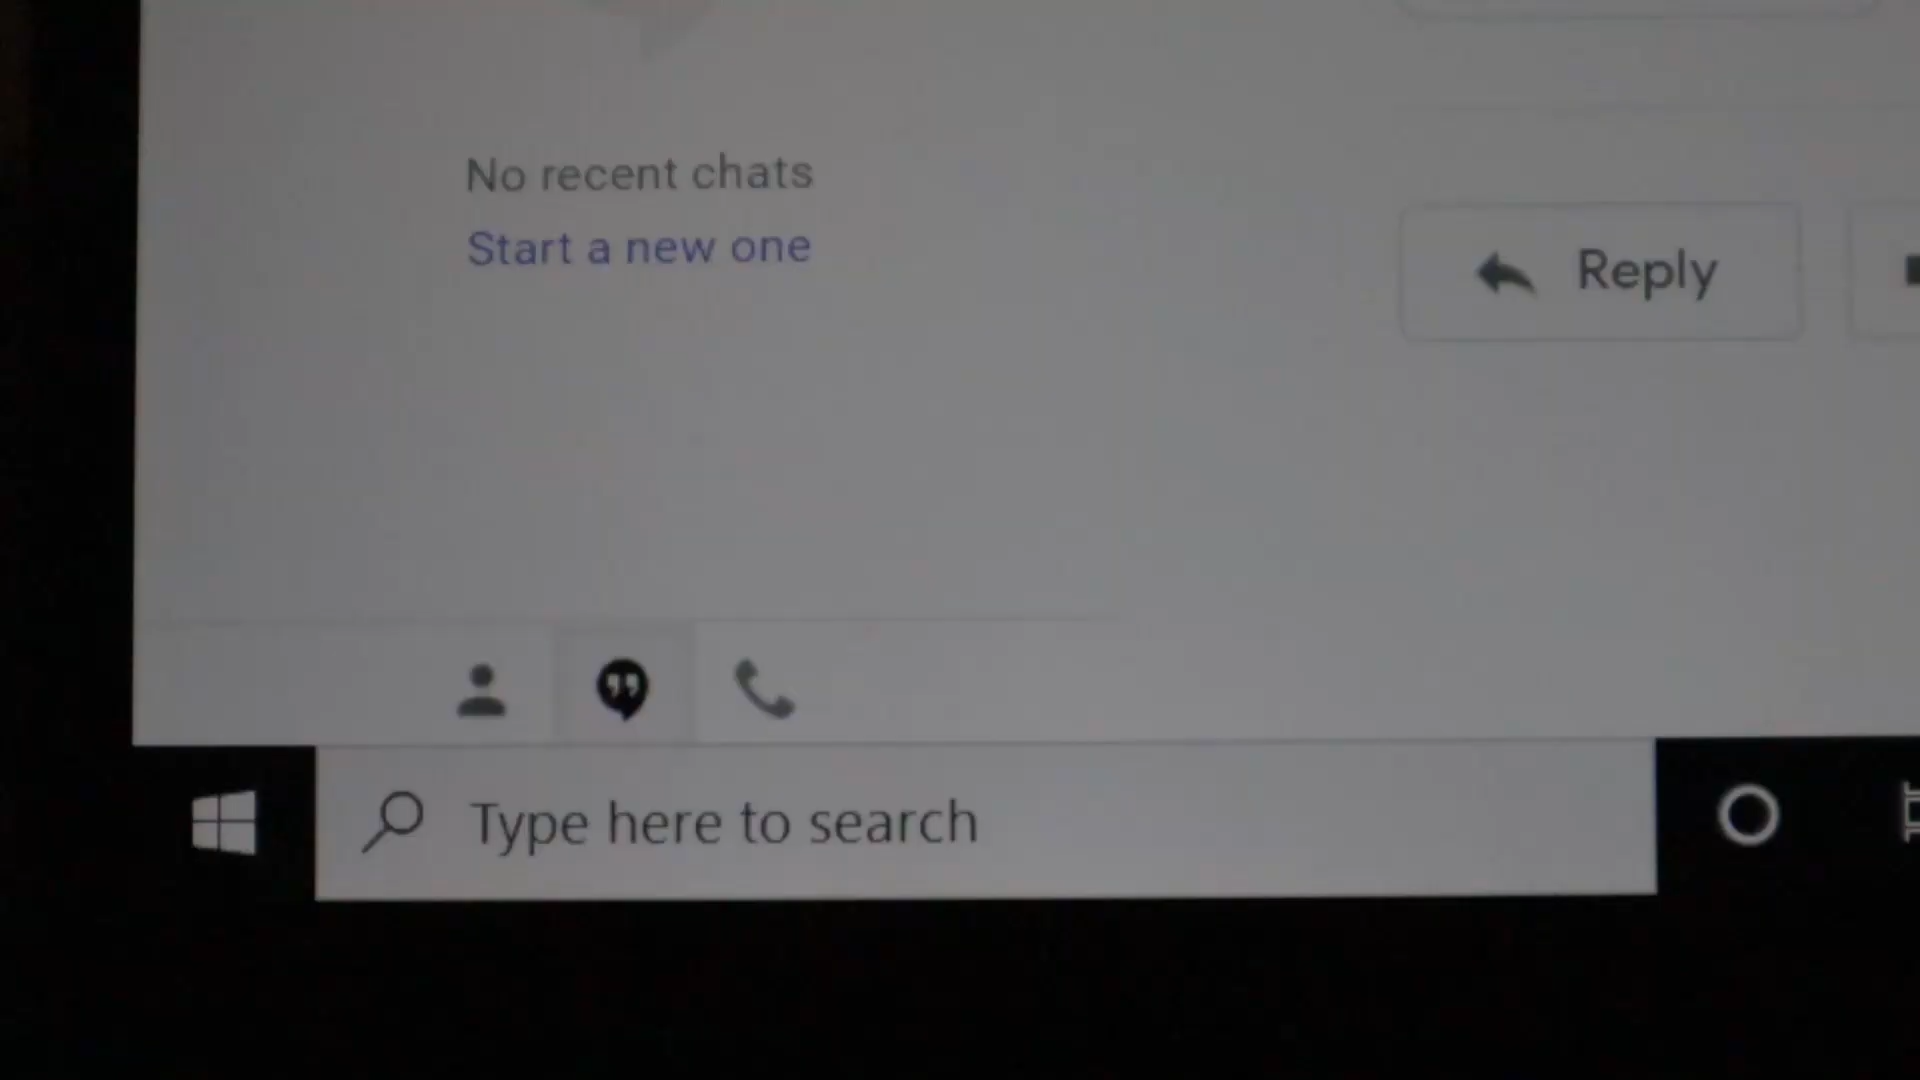 No recent chats
Start a new one
Reply
Type here to search